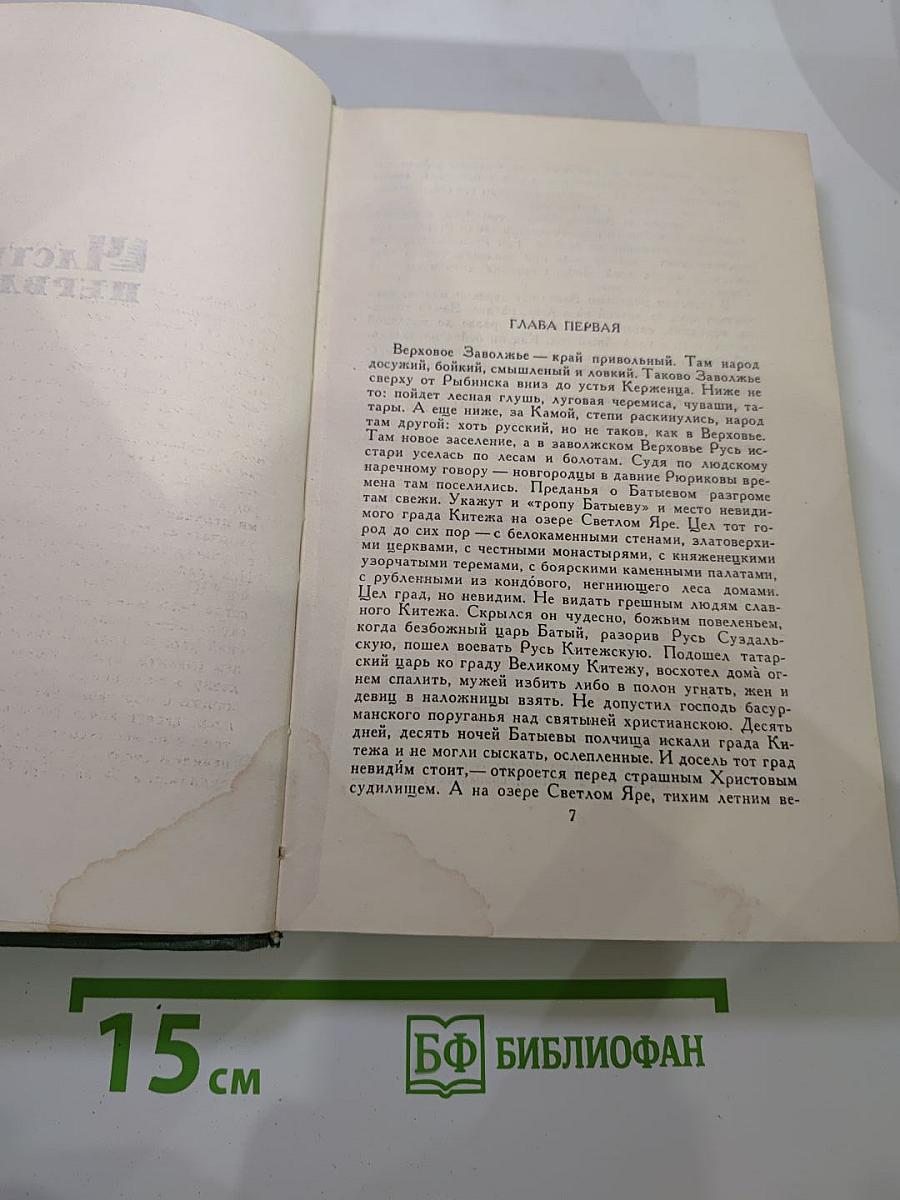 Часть
первая
ГЛАВА ПЕРВАЯ
Верховое Заволжье — край привольный. Там народ
досужий, бойкий, смышленый и ловкий. Таково Заволжье
сверху от Рыбинска вниз до устья Керженца. Ниже не
то: пойдет лесная глушь, луговая черемиса, чуваши, та-
тары. А еще ниже, за Камой, степи раскинулись, народ
там другой: хоть русский, но не таков, как в Верховье.
Там новое заселение, а в заволжском Верховье Русь ис-
стари уселась по лесам и болотам. Судя по людскому
наречному говору — новгородцы в давние Рюриковы вре-
мена там поселились. Преданья о Батыевом разгроме
там свежи. Укажут и «тропу Батыеву» и место невиди-
мого града Китежа на озере Светлом Яре. Цел тот го-
род до сих пор — с белокаменными стенами, златоверхи-
ми церквами, с честными монастырями, с княженецкими
узорчатыми теремами, с боярскими каменными палатами,
с рубленными из кондо́вого, негниющего леса домами.
Цел град, но невидим. Не видать грешным людям слав-
ного Китежа. Скрылся он чудесно, божьим повеленьем,
когда безбожный царь Батый, разорив Русь Суздаль-
скую, пошел воевать Русь Китежскую. Подошел татар-
ский царь ко граду Великому Китежу, восхотел дома̀ ог-
нем спалить, мужей избить либо в полон угнать, жен и
девиц в наложницы взять. Не допустил господь басур-
манского поруганья над святыней христианскою. Десять
дней, десять ночей Батыевы полчища искали града Ки-
тежа и не могли сыскать, ослепленные. И досель тот град
невиди́м стоит,— откроется перед страшным Христовым
судилищем. А на озере Светлом Яре, тихим летним ве-
7
15 см
БФ БИБЛИОФАН